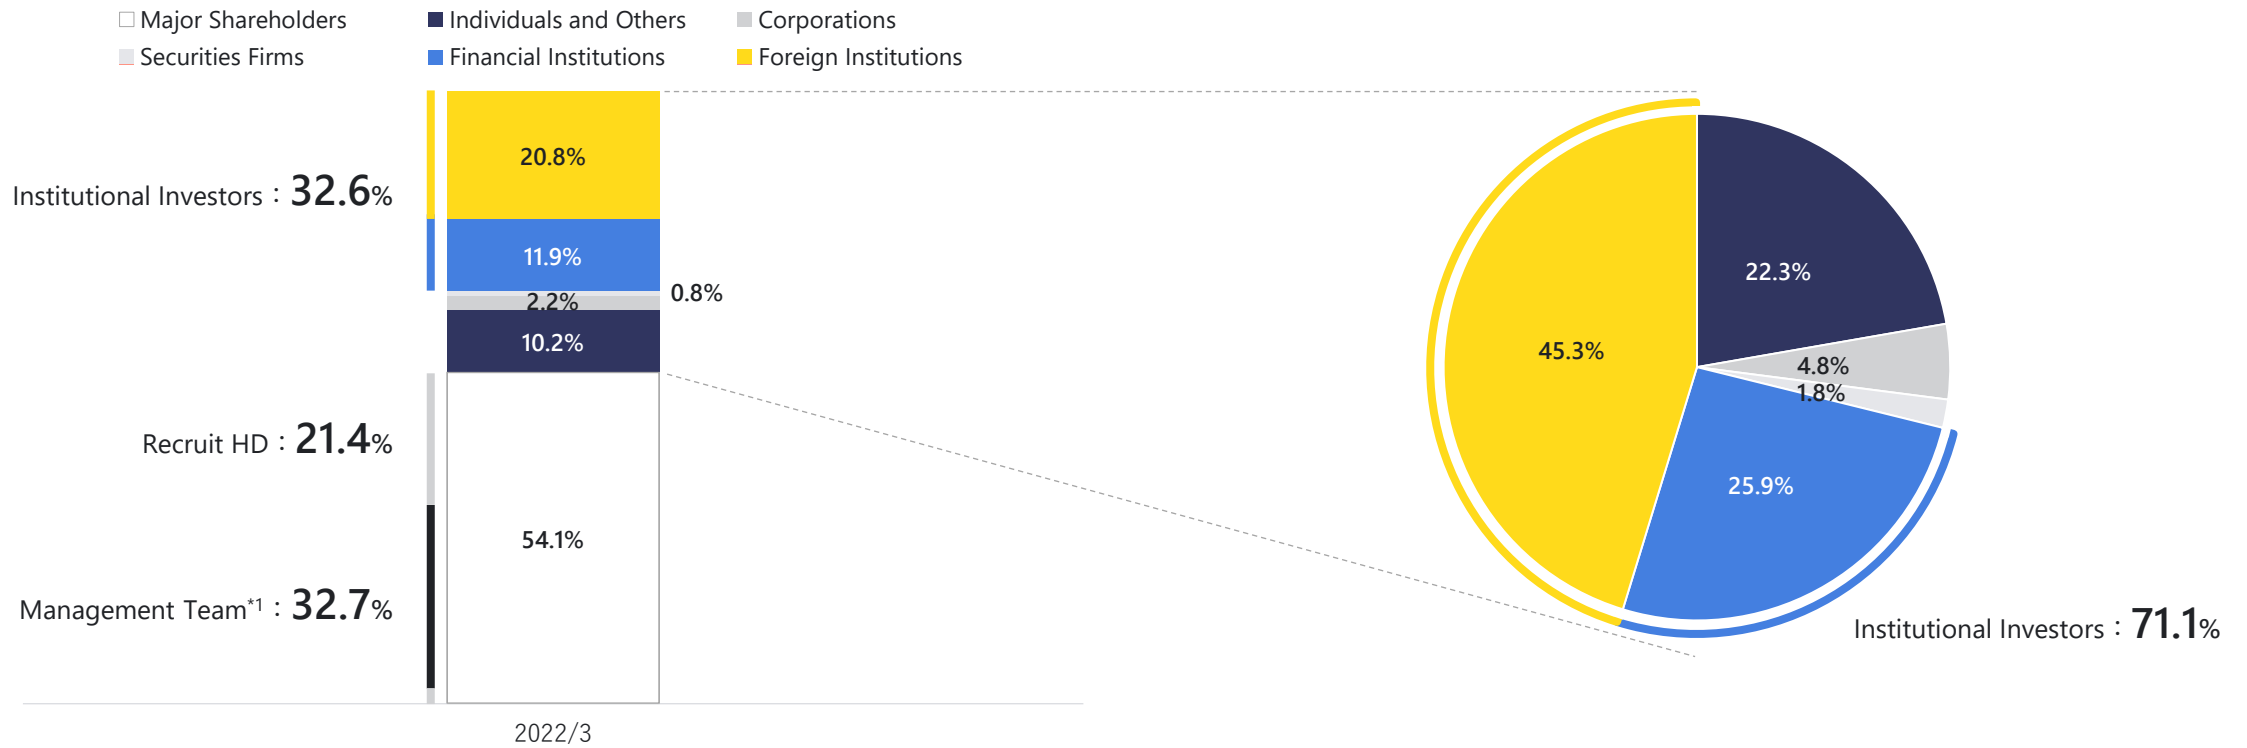 Major Shareholders Individuals and Others Corporations
Securities Firms Financial Institutions Foreign Institutions
20.8%
Institutional Investors：32.6%
11.9%
0.8%
2.2%
10.2%
Recruit HD：21.4%
54.1%
Management Team*1：32.7%
2022/3
22.3%
45.3%
4.8%
1.8%
25.9%
Institutional Investors：71.1%